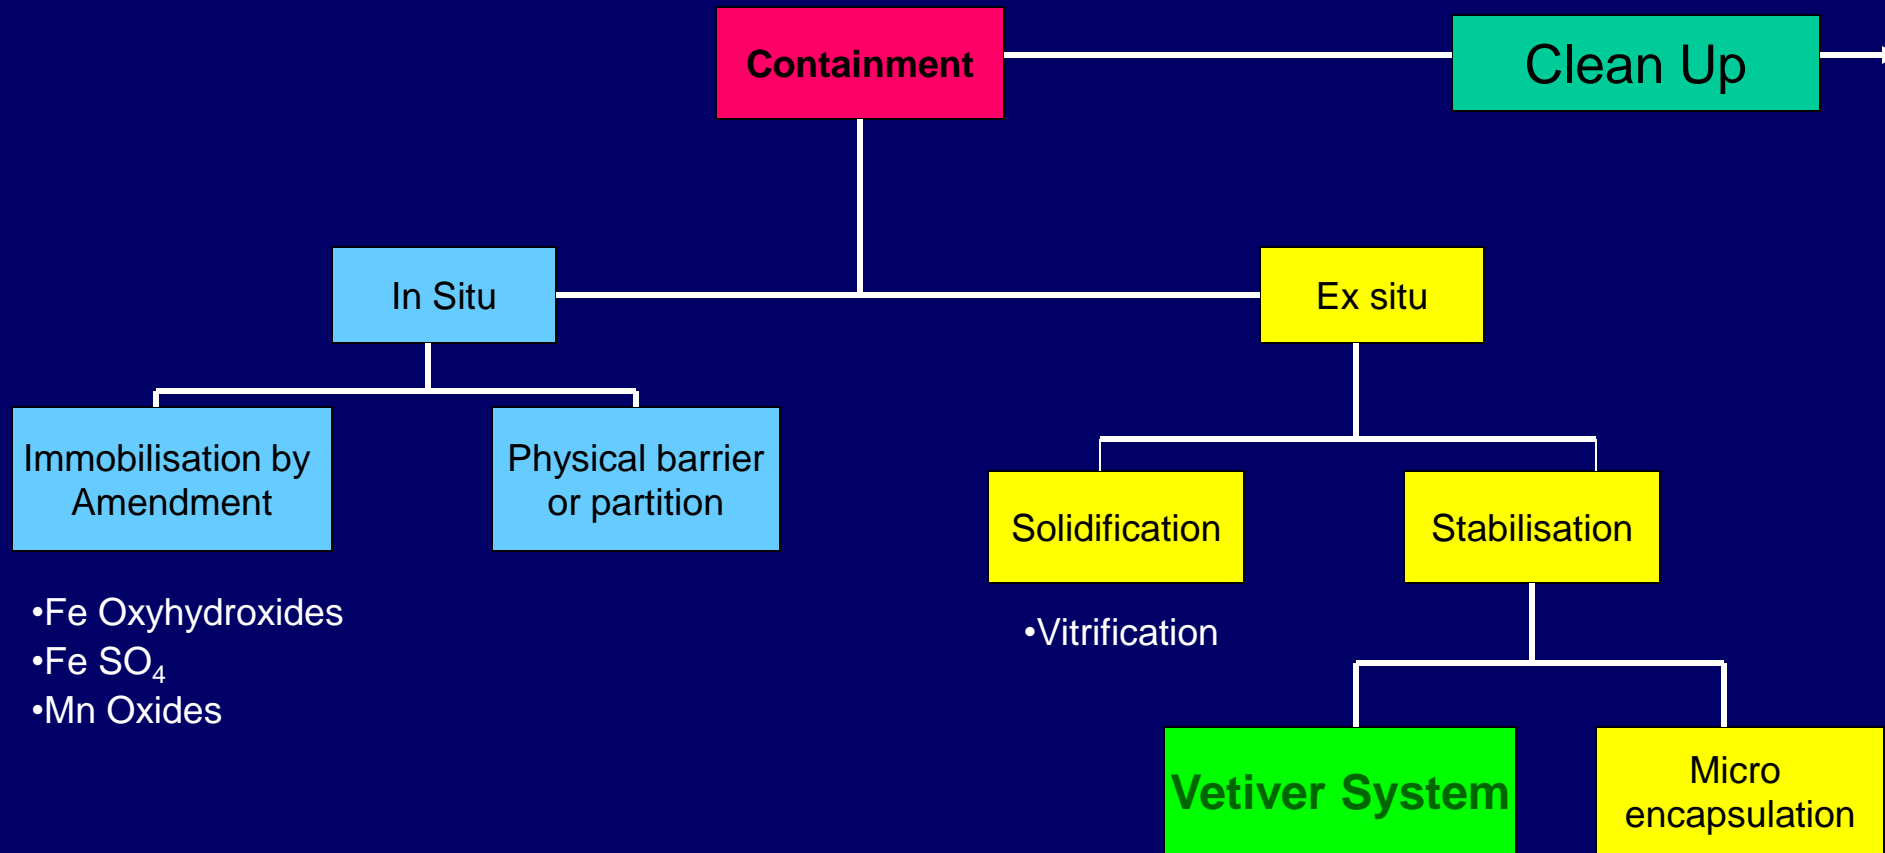 Containment
Clean Up
In Situ
Ex situ
Immobilisation by
Amendment
Physical barrier
or partition
Solidification
Stabilisation
•Fe Oxyhydroxides
•Fe SO₄
•Mn Oxides
•Vitrification
Vetiver System
Micro
encapsulation